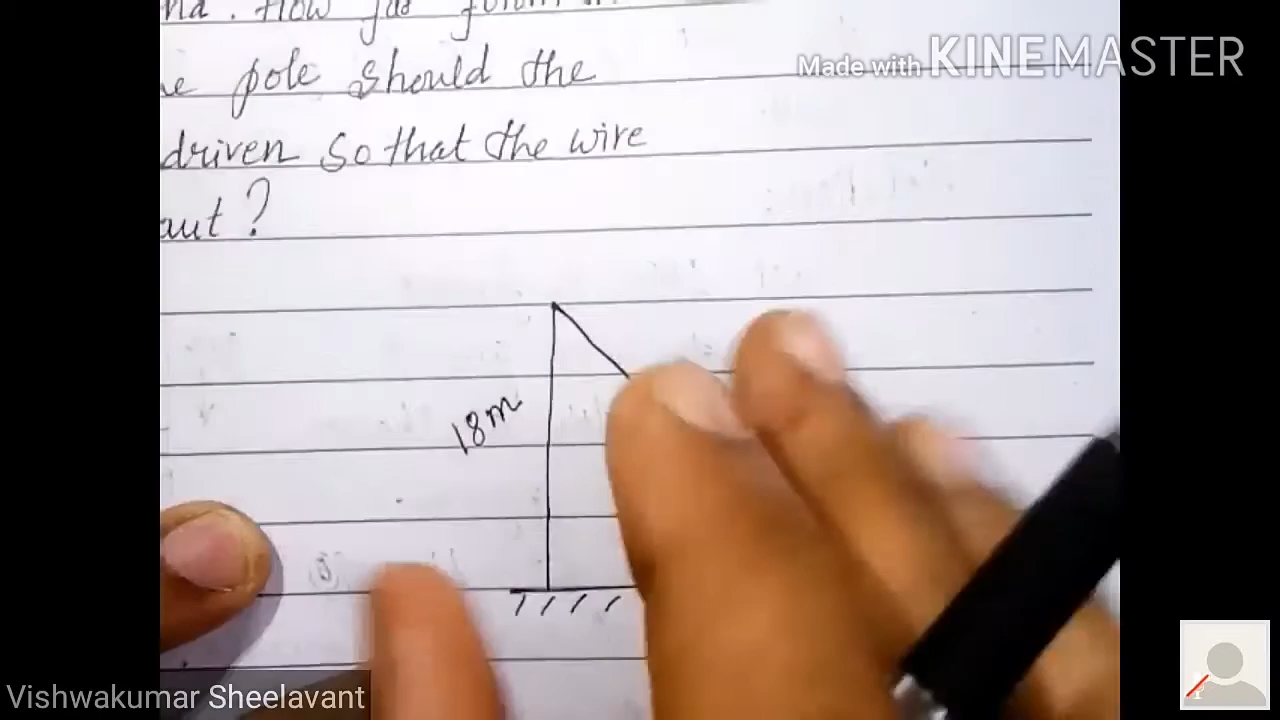 Made with KINEMASTER
pole should the
driven so that the wire
aut ?
18m
Vishwakumar Sheelavant